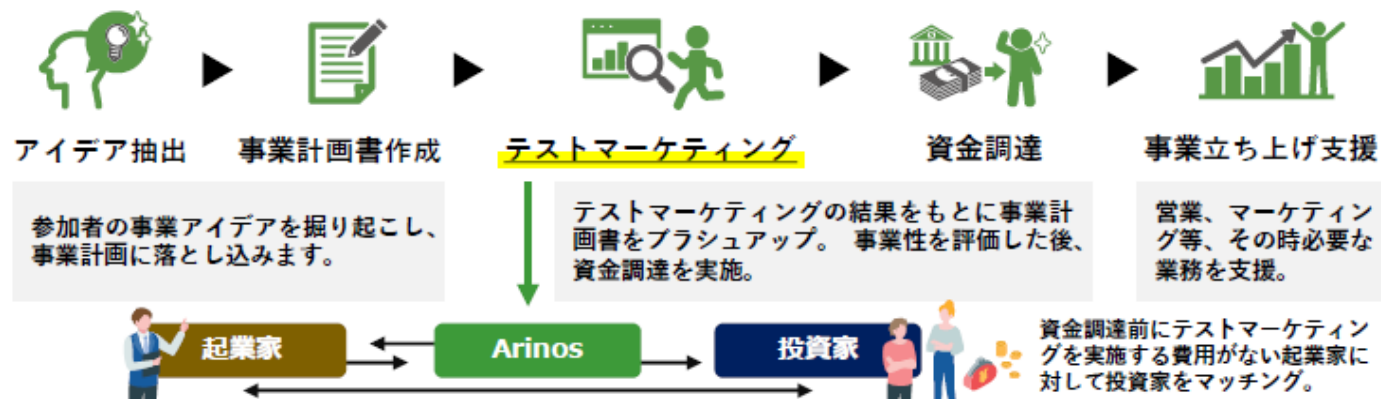 アイデア抽出
事業計画書作成
テストマーケティング
資金調達
事業立ち上げ支援
参加者の事業アイデアを掘り起こし、
事業計画に落とし込みます。
テストマーケティングの結果をもとに事業計
画書をブラシュアップ。 事業性を評価した後、
資金調達を実施。
営業、マーケティン
グ等、その時必要な
業務を支援。
起業家
Arinos
投資家
資金調達前にテストマーケティン
グを実施する費用がない起業家に
対して投資家をマッチング。